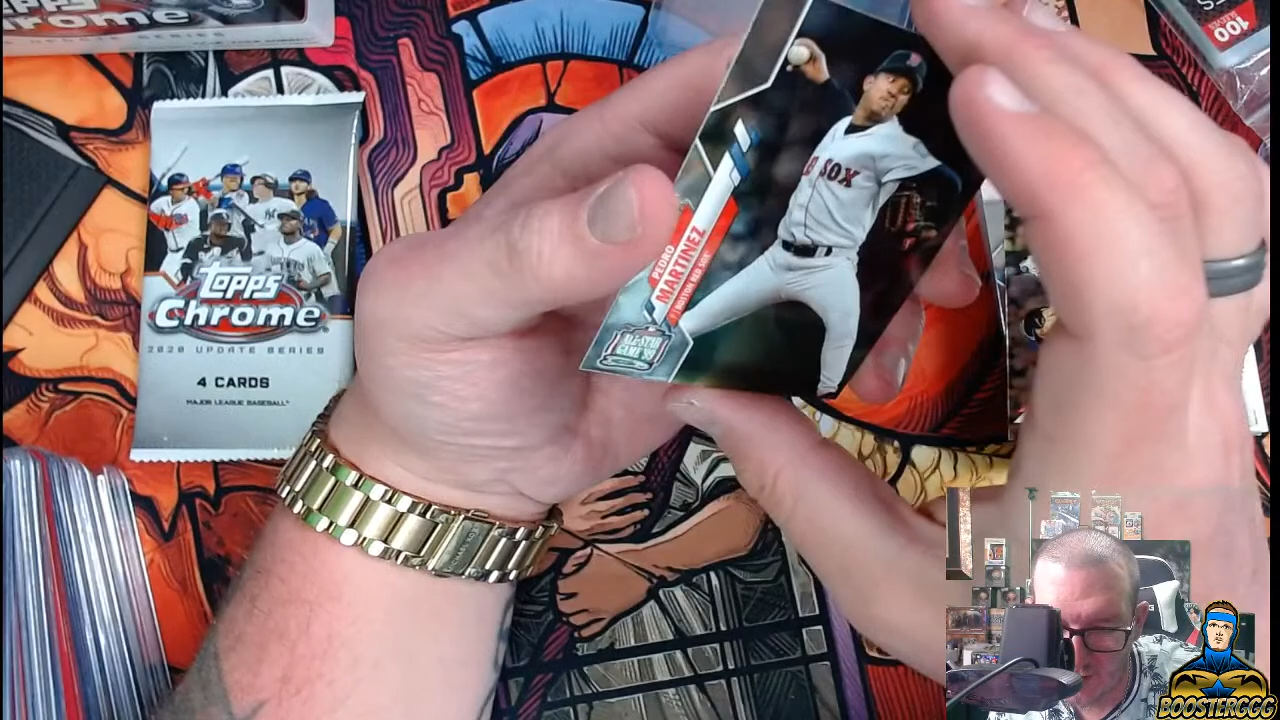 Chrome
100
SOX
PEDRO
MARTINEZ
BOSTON RED SOX
ALL-STAR
GAME '99
Topps
Chrome
2020 UPDATE SERIES
4 CARDS
MAJOR LEAGUE BASEBALL
BOOSTERGGG